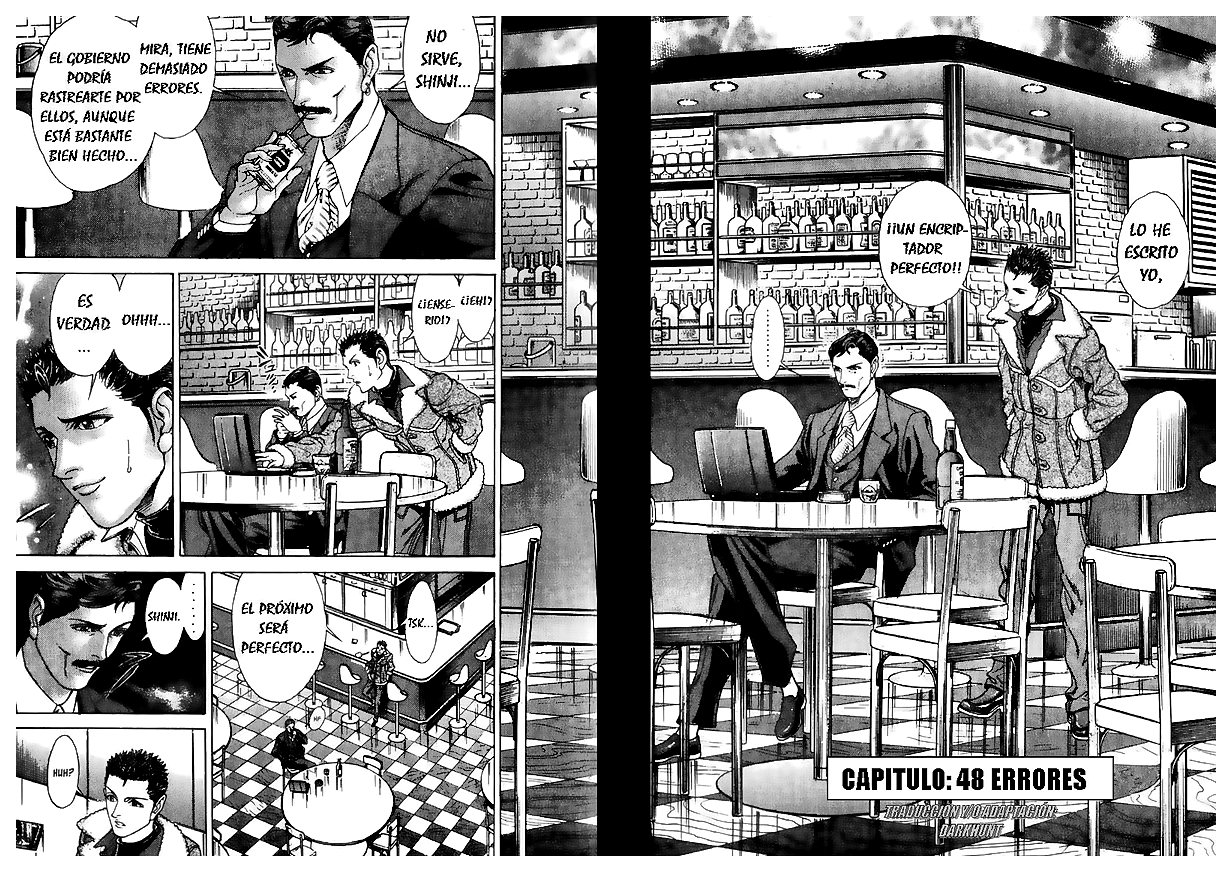 LO HE
ESCRITO
YO,
¡¡UN ENCRIP-
TADOR
PERFECTO!!
........
CAPITULO: 48 ERRORES
TRADUCCIÓN Y/O ADAPTACIÓN:
DARKHUNT
NO
SIRVE,
SHINJI...
MIRA, TIENE
DEMASIADO
ERRORES.
EL GOBIERNO
PODRÍA
RASTREARTE POR
ELLOS, AUNQUE
ESTÁ BASTANTE
BIEN HECHO...
¡¿EH!?
¡¿ENSE-
RIO!?
OHHH...
ES
VERDAD
...
TSK...
EL PRÓXIMO
SERÁ
PERFECTO...
......
SHINJI.
HUH?